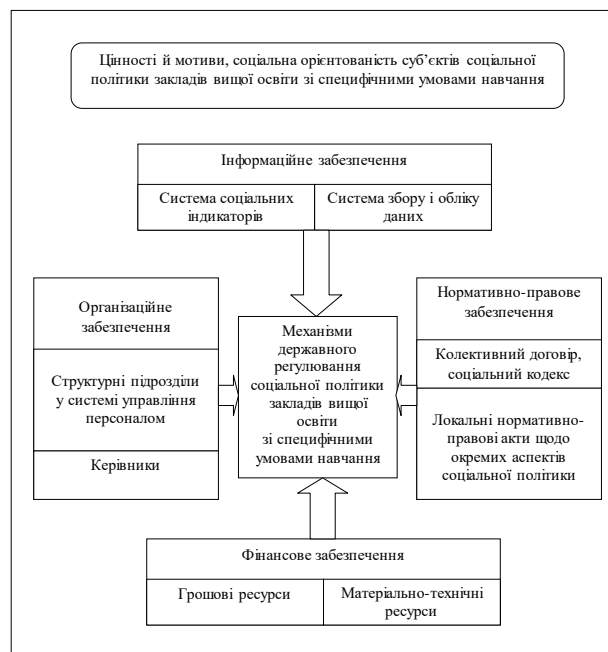 Цінності й мотиви, соціальна орієнтованість суб’єктів соціальної
політики закладів вищої освіти зі специфічними умовами навчання
Інформаційне забезпечення
Система соціальних
індикаторів
Система збору і обліку
даних
Організаційне
забезпечення
Структурні підрозділи
у системі управління
персоналом
Керівники
Механізми
державного
регулювання
соціальної політики
закладів вищої
освіти
зі специфічними
умовами навчання
Нормативно-правове
забезпечення
Колективний договір,
соціальний кодекс
Локальні нормативно-
правові акти щодо
окремих аспектів
соціальної політики
Фінансове забезпечення
Грошові ресурси
Матеріально-технічні
ресурси